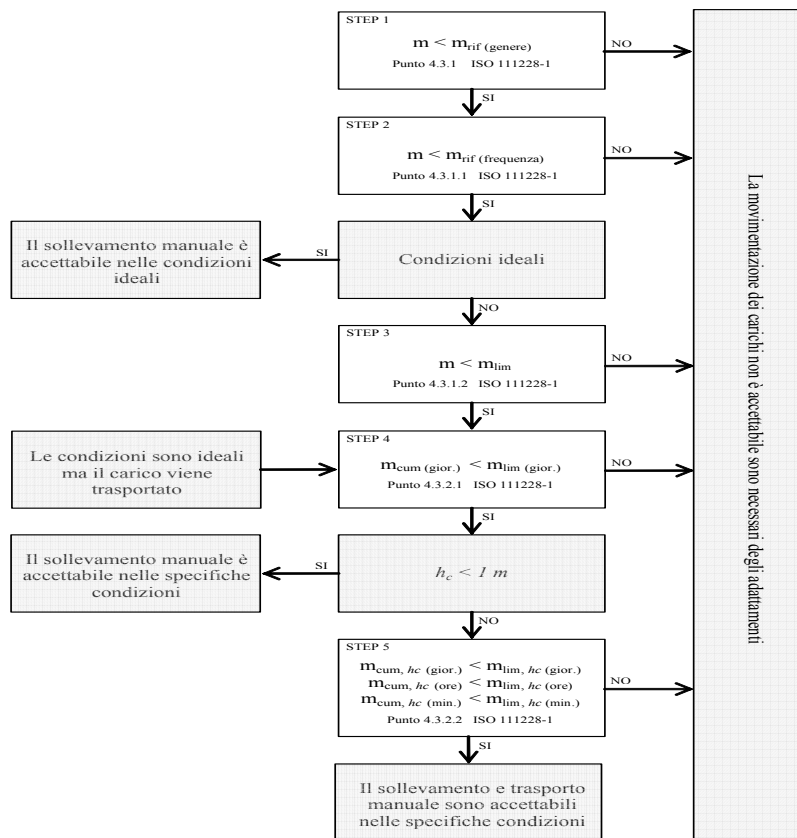 STEP 1
m < mrif (genere)
Punto 4.3.1 ISO 111228-1
NO
SI
STEP 2
m < mrif (frequenza)
Punto 4.3.1.1 ISO 111228-1
NO
SI
Il sollevamento manuale è
accettabile nelle condizioni
ideali
SI
Condizioni ideali
NO
STEP 3
m < mlim
Punto 4.3.1.2 ISO 111228-1
NO
SI
Le condizioni sono ideali
ma il carico viene
trasportato
STEP 4
mcum (gior.) < mlim (gior.)
Punto 4.3.2.1 ISO 111228-1
NO
SI
Il sollevamento manuale è
accettabile nelle specifiche
condizioni
SI
hc < 1 m
NO
STEP 5
mcum, hc (gior.) < mlim, hc (gior.)
mcum, hc (ore) < mlim, hc (ore)
mcum, hc (min.) < mlim, hc (min.)
Punto 4.3.2.2 ISO 111228-1
NO
SI
Il sollevamento e trasporto
manuale sono accettabili
nelle specifiche condizioni
La movimentazione dei carichi non è accettabile sono necessari degli adattamenti